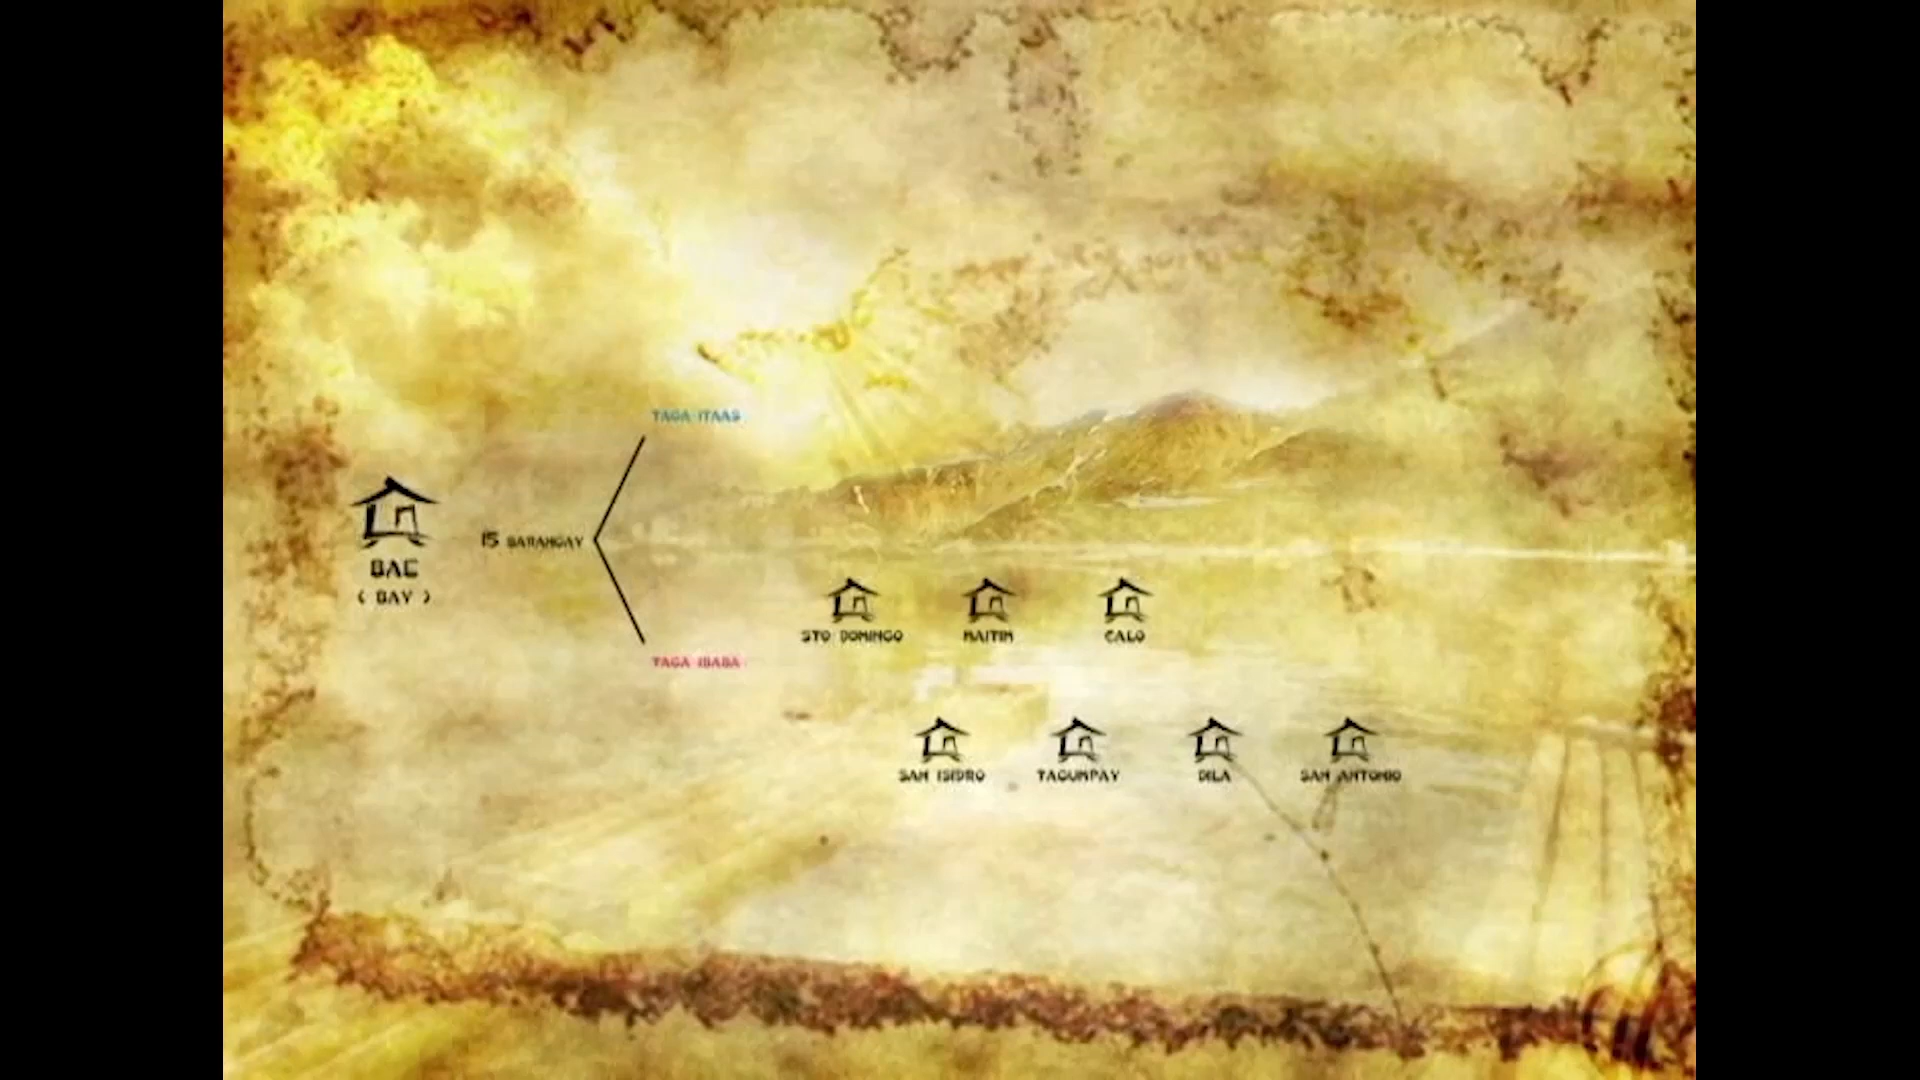 TAGA ITAAS
BAE
( BAY )
15 BARANGAY
TAGA IBABA
STO DOMINGO
MAITIM
CALO
SAN ISIDRO
TAGUMPAY
DILA
SAN ANTONIO